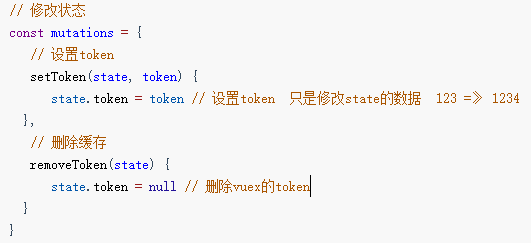 // 修改状态
const mutations = {
// 设置token
setToken(state, token) {
state.token = token // 设置token 只是修改state的数据 123 => 1234
},
// 删除缓存
removeToken(state) {
state.token = null // 删除vuex的token
}
}